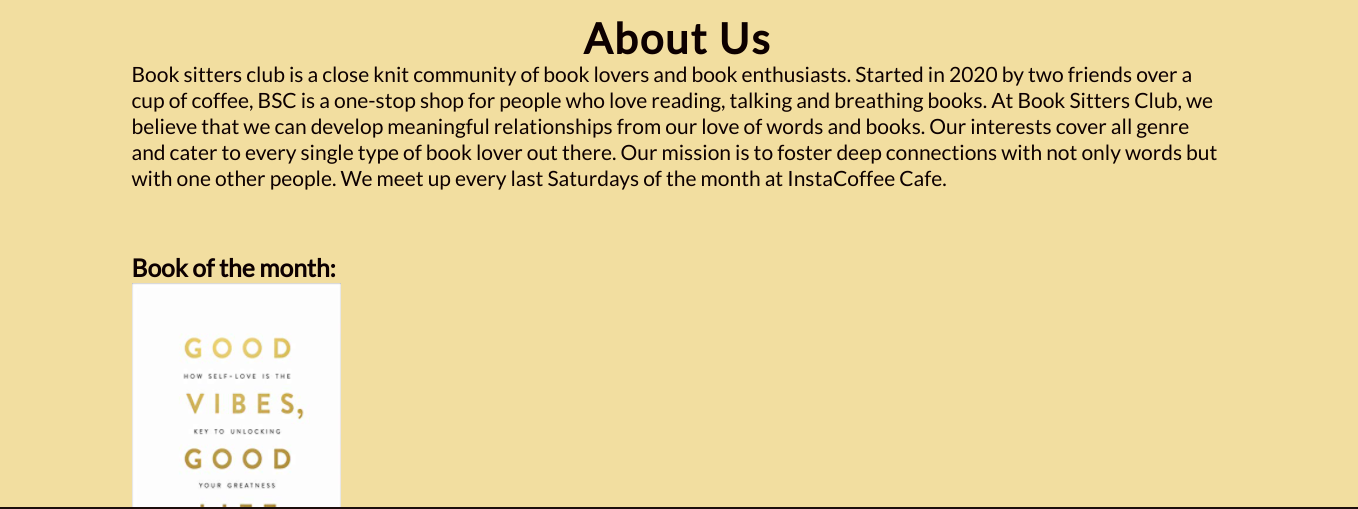 About Us
Book sitters club is a close knit community of book lovers and book enthusiasts. Started in 2020 by two friends over a
cup of coffee, BSC is a one-stop shop for people who love reading, talking and breathing books. At Book Sitters Club, we
believe that we can develop meaningful relationships from our love of words and books. Our interests cover all genre
and cater to every single type of book lover out there. Our mission is to foster deep connections with not only words but
with one other people. We meet up every last Saturdays of the month at InstaCoffee Cafe.
Book of the month:
GOOD
HOW SELF-LOVE IS THE
VIBES,
KEY TO UNLOCKING
GOOD
YOUR GREATNESS